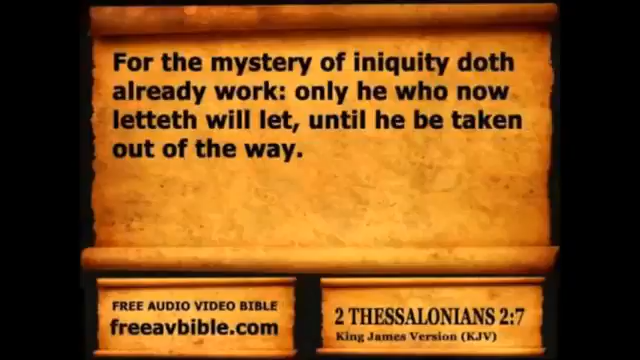 For the mystery of iniquity doth
already work: only he who now
letteth will let, until he be taken
out of the way.
FREE AUDIO VIDEO BIBLE
freeavbible.com
2 THESSALONIANS 2:7
King James Version (KJV)